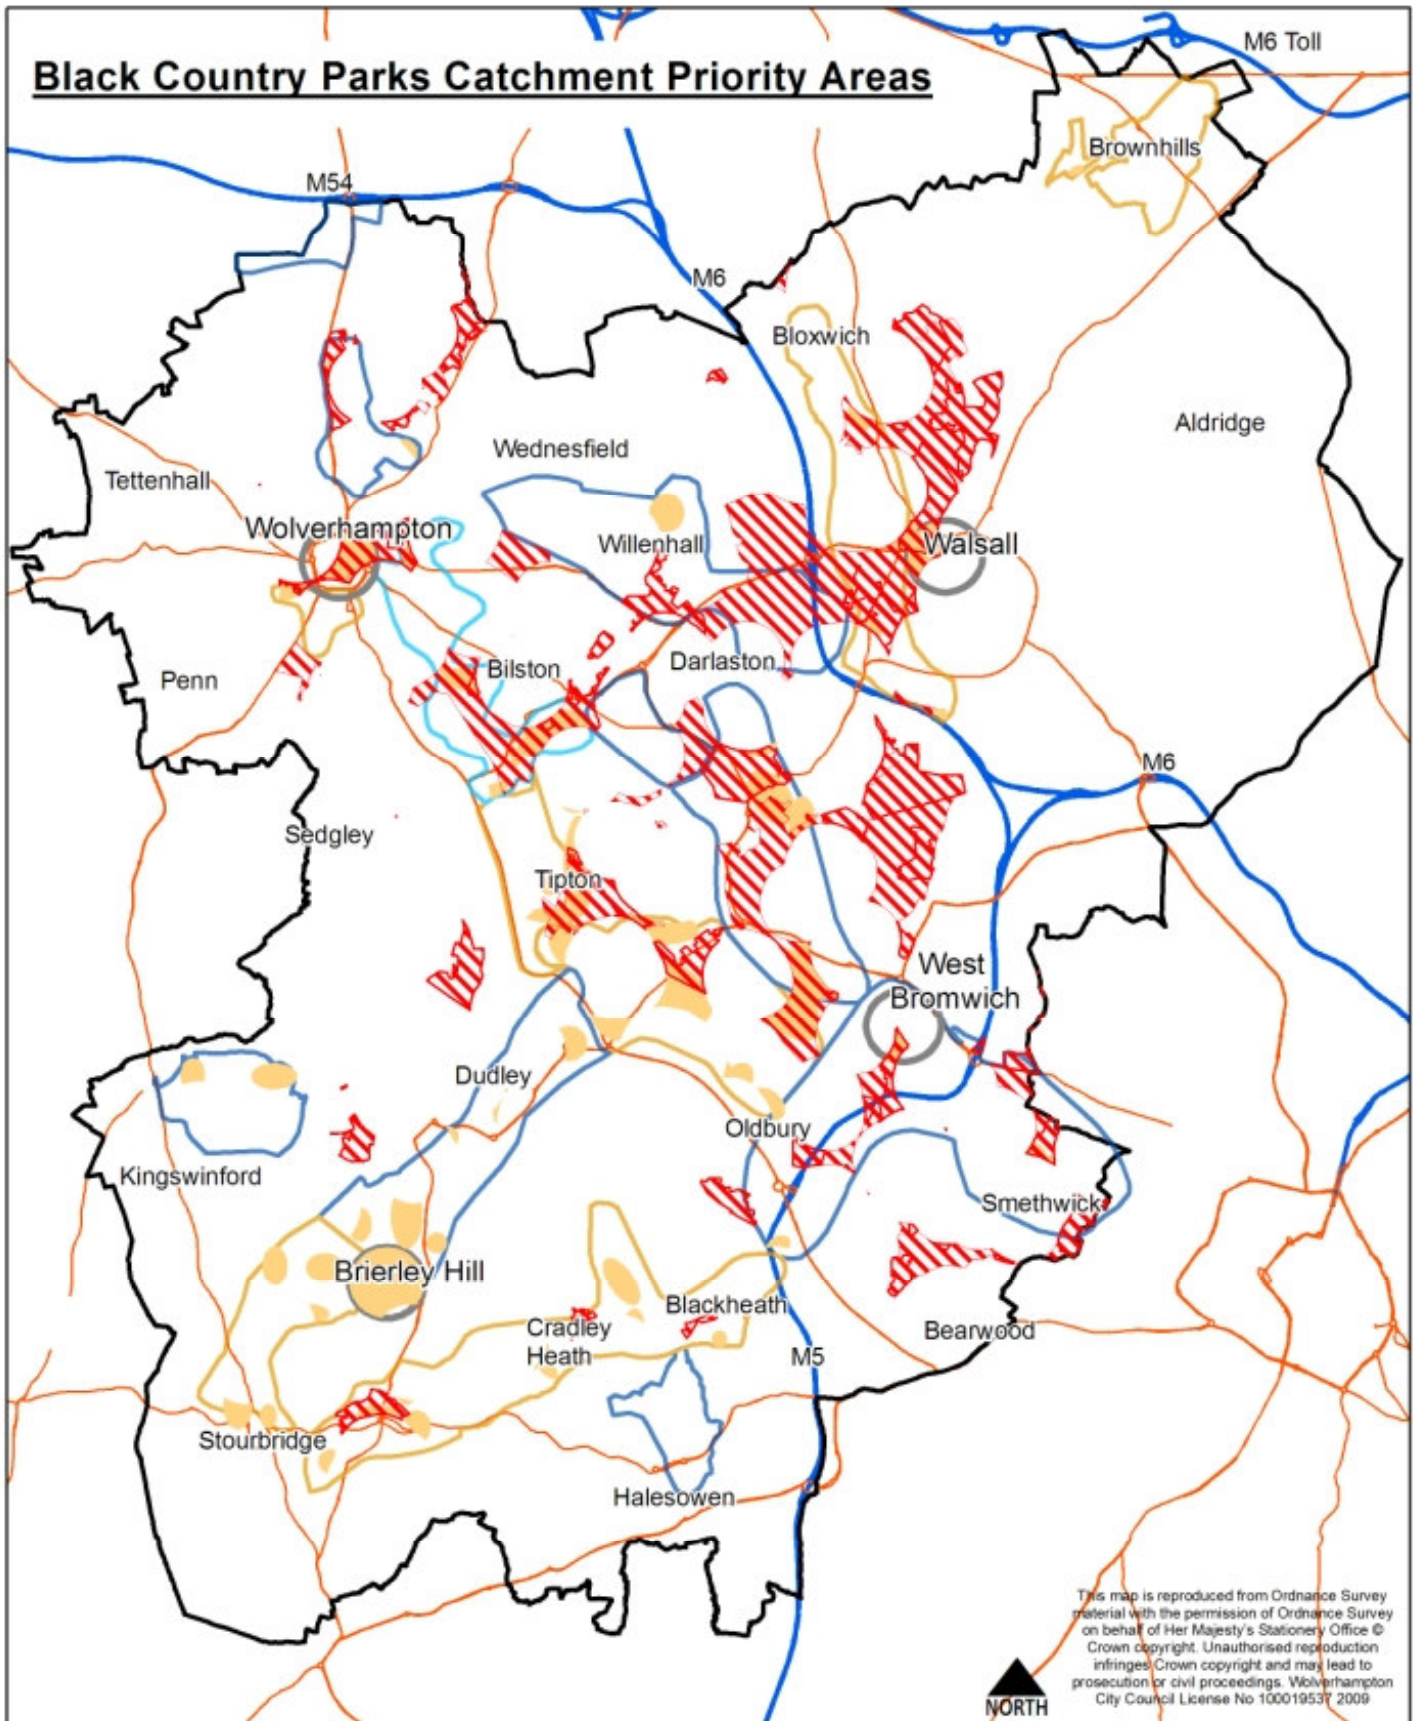 M6 Toll
Black Country Parks Catchment Priority Areas
Brownhills
M54
M6
Bloxwich
Aldridge
Wednesfield
Tettenhall
Wolverhampton
Willenhall
Walsall
Darlaston
Bilston
Penn
M6
Sedgley
Tipton
West
Bromwich
Dudley
Oldbury
Kingswinford
Smethwick
Brierley Hill
Blackheath
Cradley
Heath
Bearwood
M5
Stourbridge
Halesowen
This map is reproduced from Ordnance Survey
material with the permission of Ordnance Survey
on behalf of Her Majesty's Stationery Office ©
Crown copyright. Unauthorised reproduction
infringes Crown copyright and may lead to
prosecution or civil proceedings. Wolverhampton
City Council License No 100019537 2009
NORTH